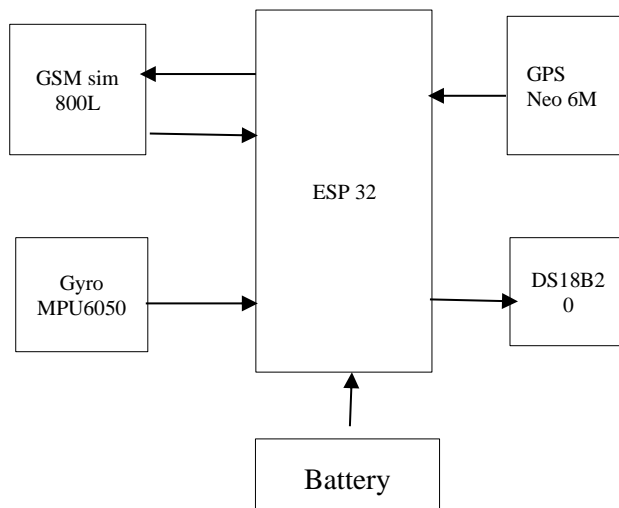 GSM sim
800L
GPS
Neo 6M
ESP 32
Gyro
MPU6050
DS18B2
0
Battery